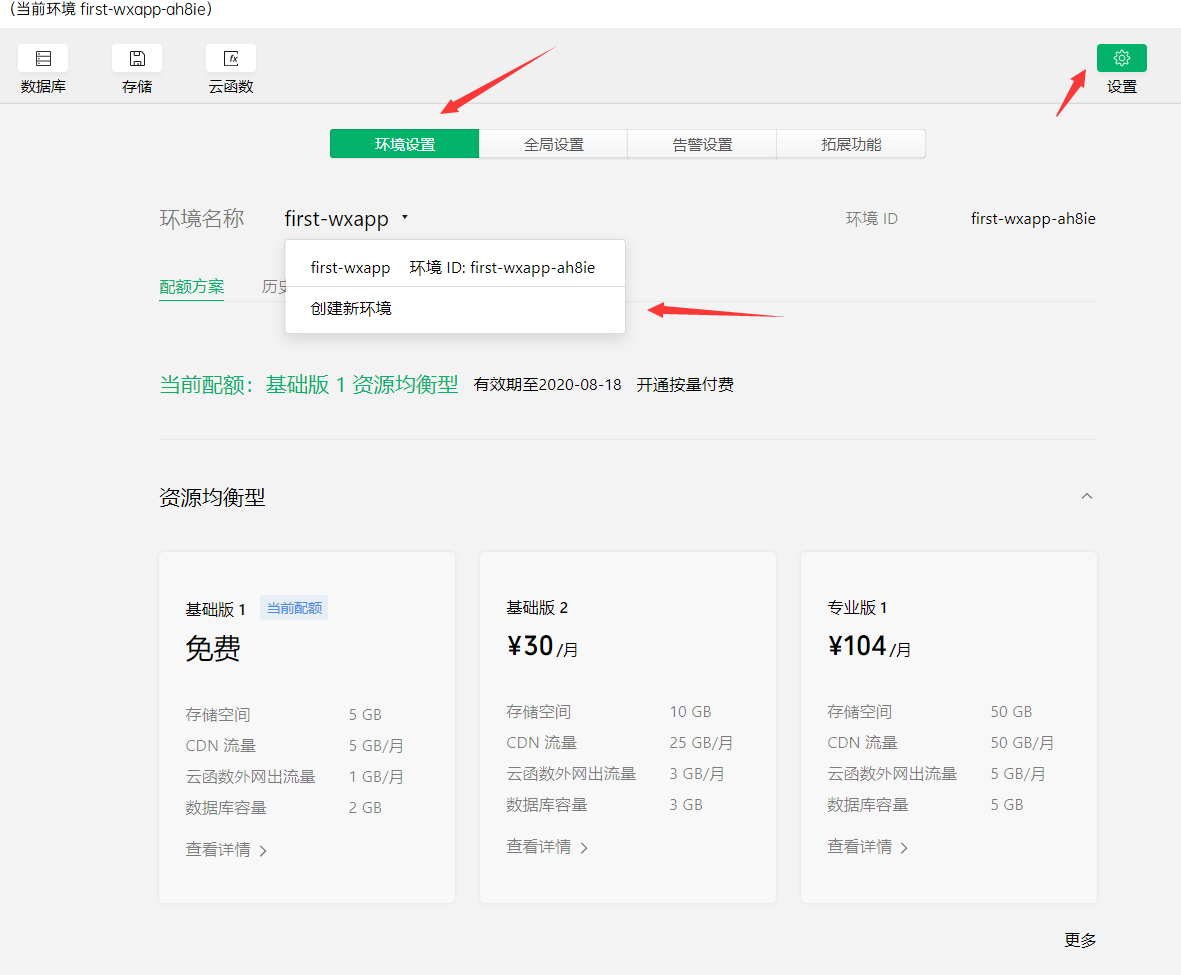 (当前环境 first-wxapp-ah8ie)
数据库 存储 云函数 设置
环境设置 全局设置 告警设置 拓展功能
环境名称 first-wxapp 环境 ID first-wxapp-ah8ie
first-wxapp 环境 ID: first-wxapp-ah8ie
配额方案 历史
创建新环境
当前配额：基础版 1 资源均衡型 有效期至2020-08-18 开通按量付费
资源均衡型
基础版 1 当前配额
免费
存储空间 5 GB
CDN 流量 5 GB/月
云函数外网出流量 1 GB/月
数据库容量 2 GB
查看详情
基础版 2
¥30/月
存储空间 10 GB
CDN 流量 25 GB/月
云函数外网出流量 3 GB/月
数据库容量 3 GB
查看详情
专业版 1
¥104/月
存储空间 50 GB
CDN 流量 50 GB/月
云函数外网出流量 5 GB/月
数据库容量 5 GB
查看详情
更多